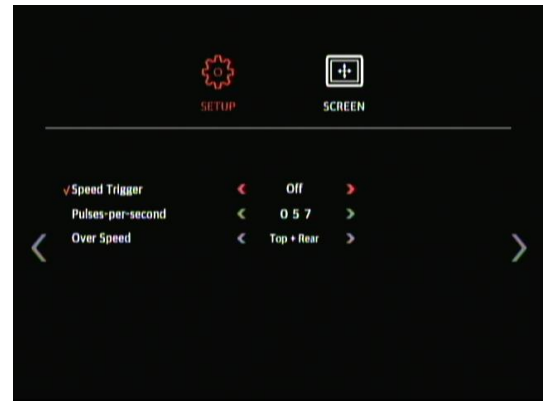 SETUP SCREEN
√ Speed Trigger < Off >
Pulses-per-second < 0 5 7 >
Over Speed < Top + Rear >